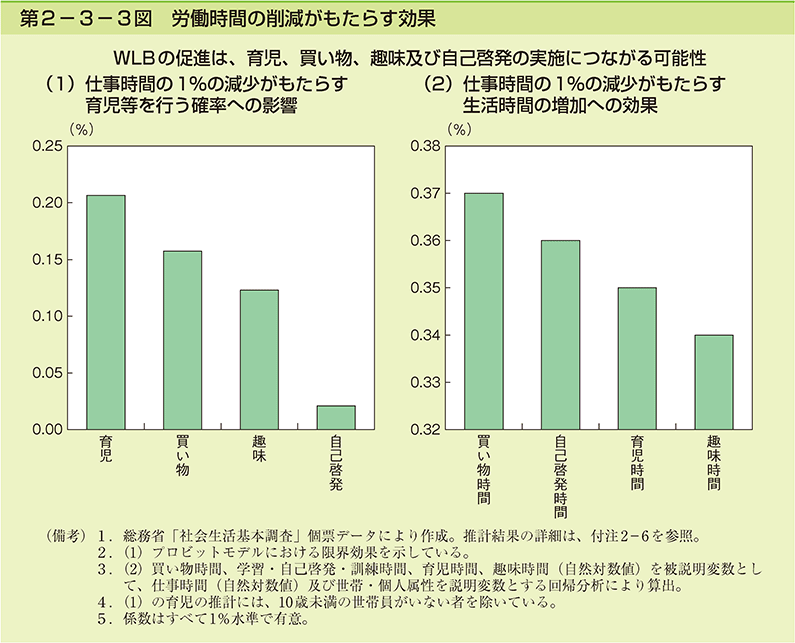 第2－3－3図　労働時間の削減がもたらす効果
WLBの促進は、育児、買い物、趣味及び自己啓発の実施につながる可能性
（1）仕事時間の1％の減少がもたらす
育児等を行う確率への影響
（％）
0.25
0.20
0.15
0.10
0.05
0.00
育児
買い物
趣味
自己啓発
（2）仕事時間の1％の減少がもたらす
生活時間の増加への効果
（％）
0.38
0.37
0.36
0.35
0.34
0.33
0.32
買い物時間
自己啓発時間
育児時間
趣味時間
（備考）1．総務省「社会生活基本調査」個票データにより作成。推計結果の詳細は、付注2－6を参照。
2．(1) プロビットモデルにおける限界効果を示している。
3．(2) 買い物時間、学習・自己啓発・訓練時間、育児時間、趣味時間（自然対数値）を被説明変数とし
て、仕事時間（自然対数値）及び世帯・個人属性を説明変数とする回帰分析により算出。
4．(1) の育児の推計には、10歳未満の世帯員がいない者を除いている。
5．係数はすべて1％水準で有意。